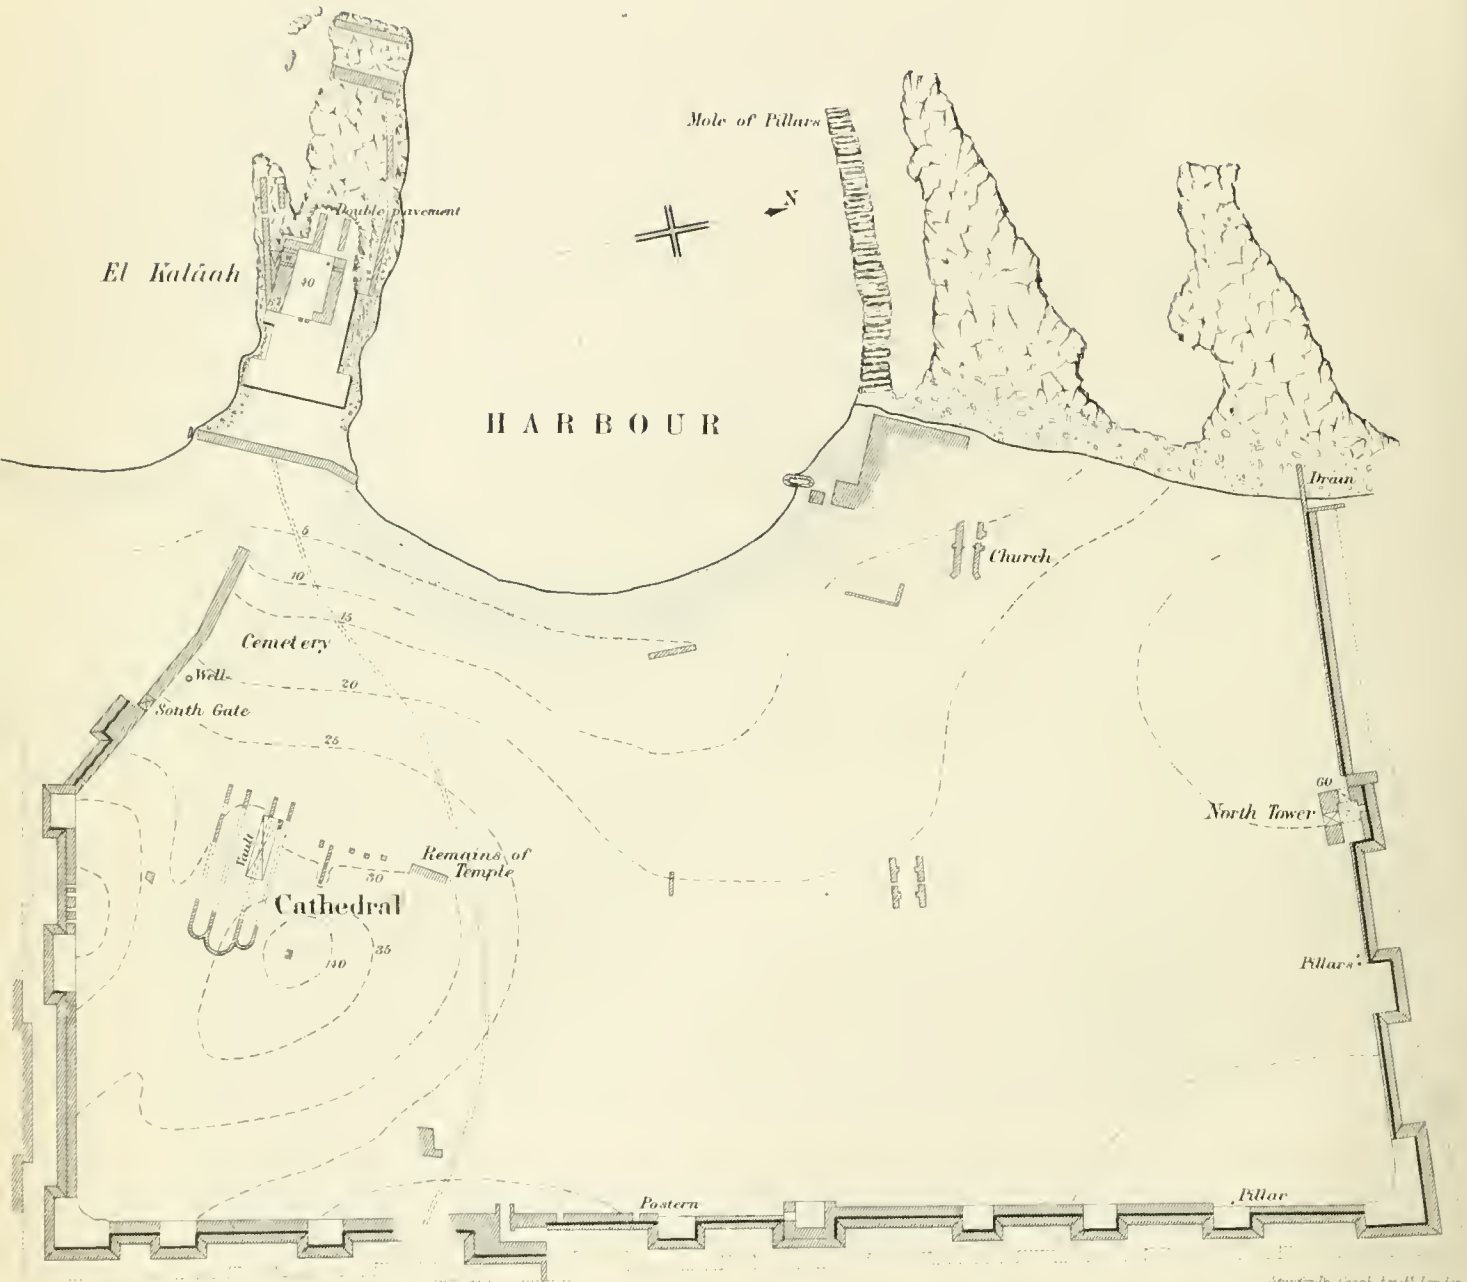 Mole of Pillars
N
Double pavement
El Kalâah
40
HARBOUR
Drain
5
Church
10
15
Cemetery
Well
20
South Gate
25
60
North Tower
Vault
Remains of
Temple
30
Cathedral
35
40
Pillars
Postern
Pillar